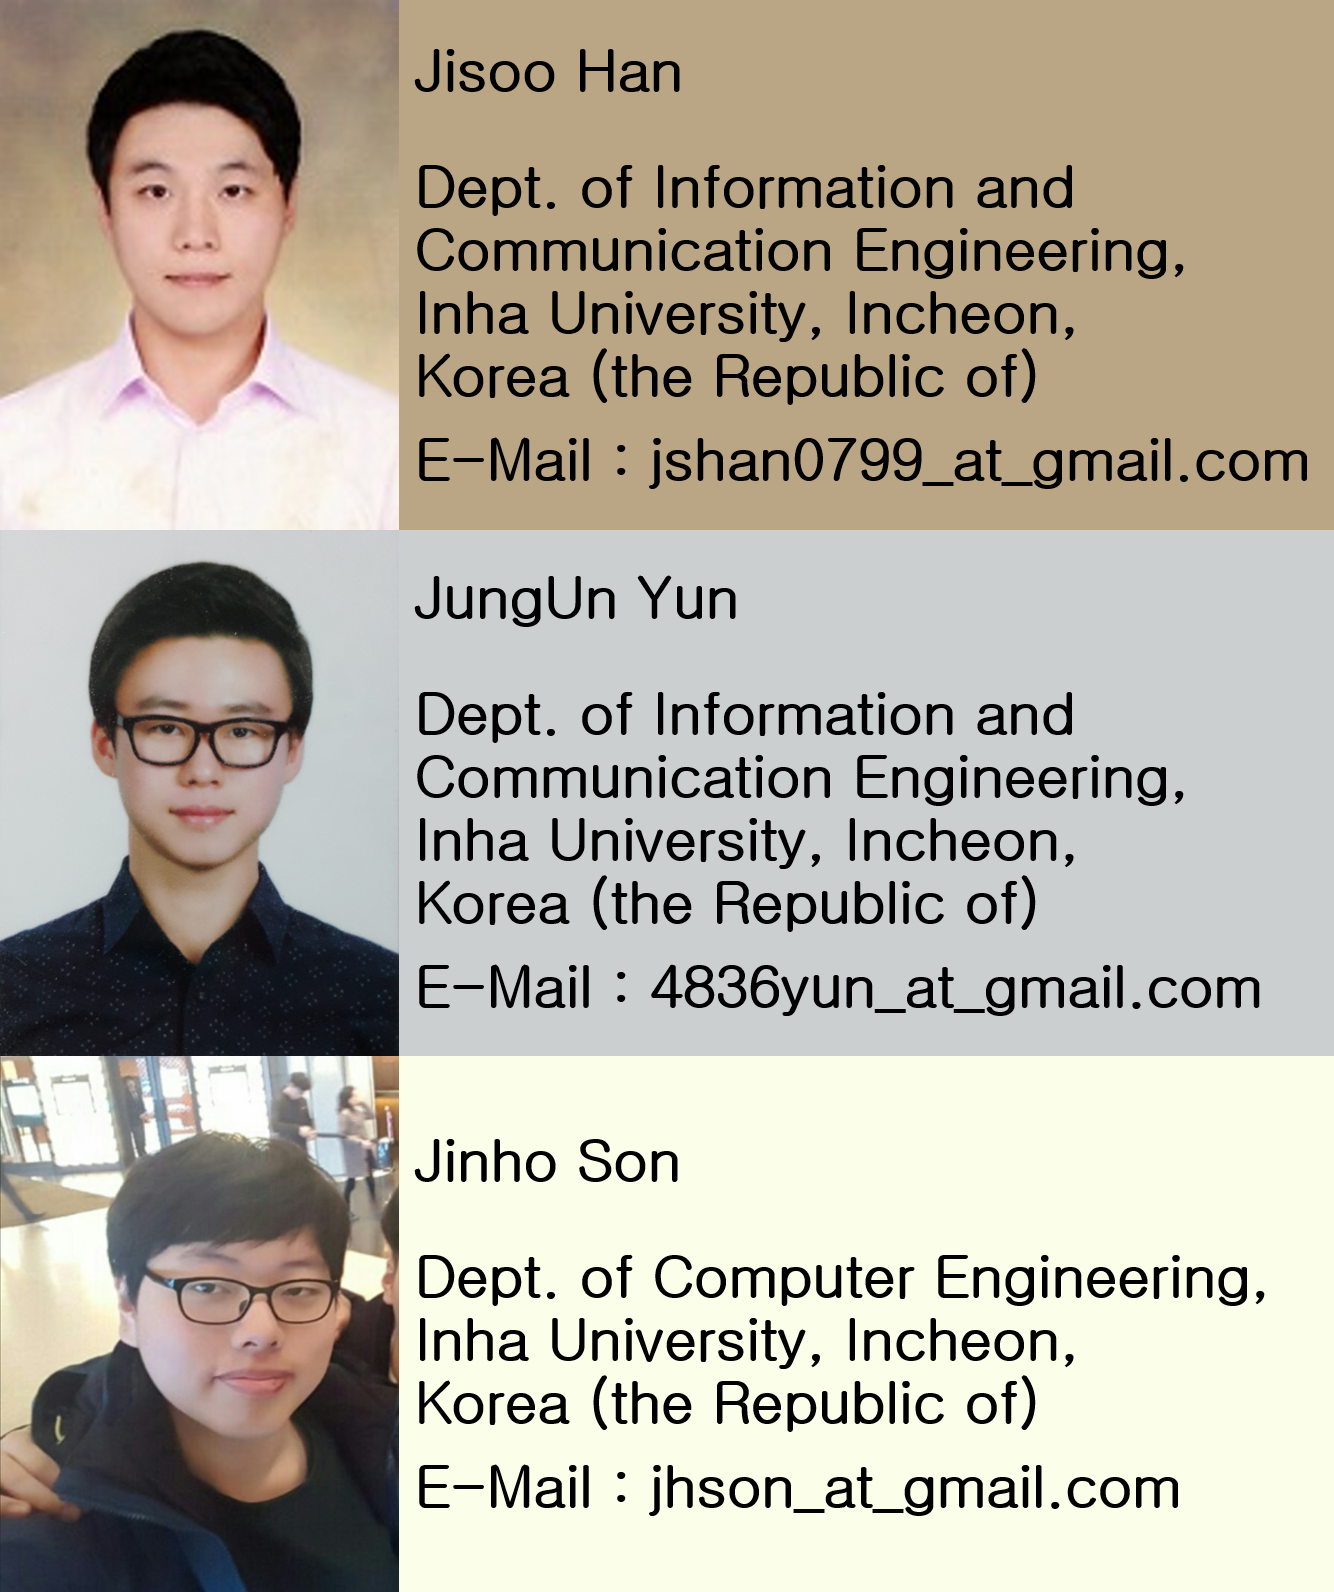 Jisoo Han
Dept. of Information and
Communication Engineering,
Inha University, Incheon,
Korea (the Republic of)
E-Mail : jshan0799_at_gmail.com
JungUn Yun
Dept. of Information and
Communication Engineering,
Inha University, Incheon,
Korea (the Republic of)
E-Mail : 4836yun_at_gmail.com
Jinho Son
Dept. of Computer Engineering,
Inha University, Incheon,
Korea (the Republic of)
E-Mail : jhson_at_gmail.com